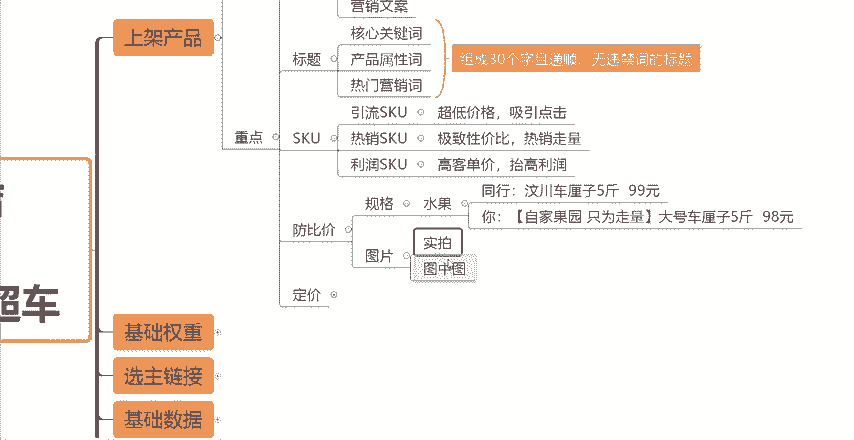 营销文案
上架产品
核心关键词
标题
产品属性词
组成30个字且通顺、无违禁词的标题
热门营销词
引流SKU
超低价格，吸引点击
重点
SKU
热销SKU
极致性价比，热销走量
利润SKU
高客单价，抬高利润
同行：汶川车厘子5斤 99元
规格
水果
你：【自家果园 只为走量】大号车厘子5斤 98元
防比价
实拍
图片
图中图
定价
超车
基础权重
选主链接
基础数据